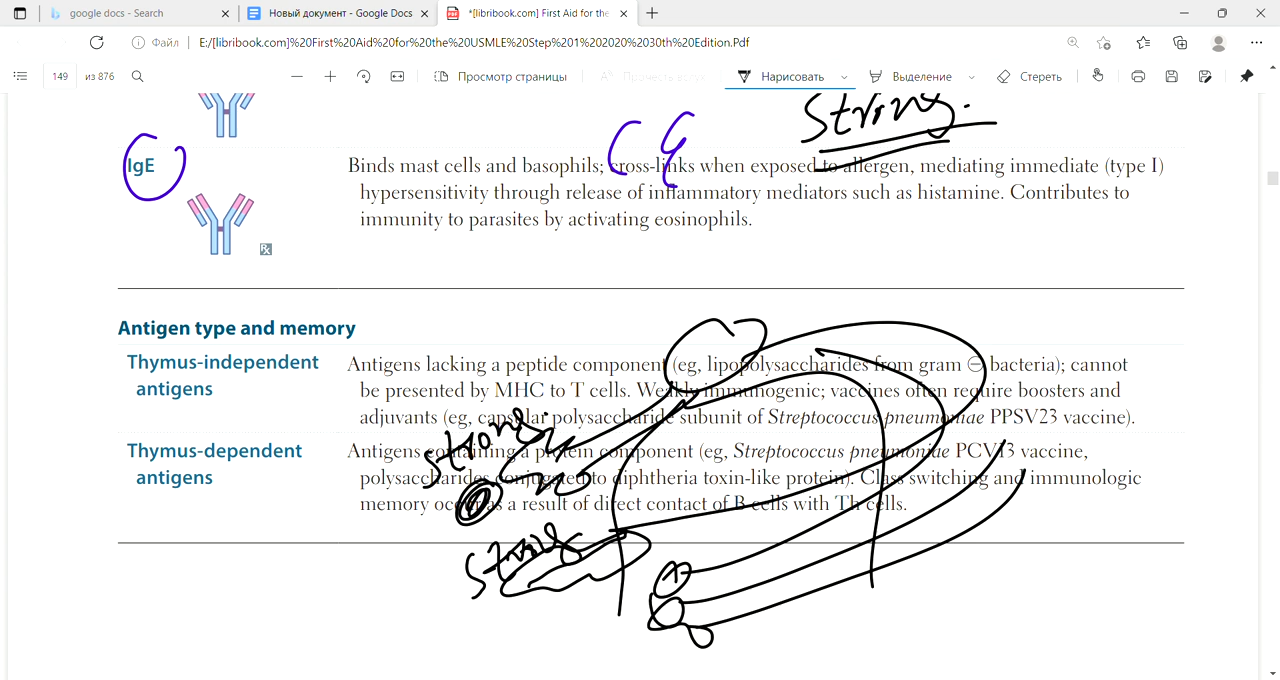 google docs - Search
Новый документ - Google Docs
*[libribook.com] First Aid for the
Файл
E:/[libribook.com]%20First%20Aid%20for%20the%20USMLE%20Step%201%202020%2030th%20Edition.Pdf
149 из 876
Просмотр страницы
Прочесть вслух
Нарисовать
Выделение
Стереть
strong.
IgE
Binds mast cells and basophils; cross-links when exposed to allergen, mediating immediate (type I)
hypersensitivity through release of inflammatory mediators such as histamine. Contributes to
immunity to parasites by activating eosinophils.
Antigen type and memory
Thymus-independent
antigens
Antigens lacking a peptide component (eg, lipopolysaccharides from gram ⊖ bacteria); cannot
be presented by MHC to T cells. Weakly immunogenic; vaccines often require boosters and
adjuvants (eg, capsular polysaccharide subunit of Streptococcus pneumoniae PPSV23 vaccine).
Thymus-dependent
antigens
Antigens containing a protein component (eg, Streptococcus pneumoniae PCV13 vaccine,
polysaccharides conjugated to diphtheria toxin-like protein). Class switching and immunologic
memory occur as a result of direct contact of B cells with Th cells.
strong
strong